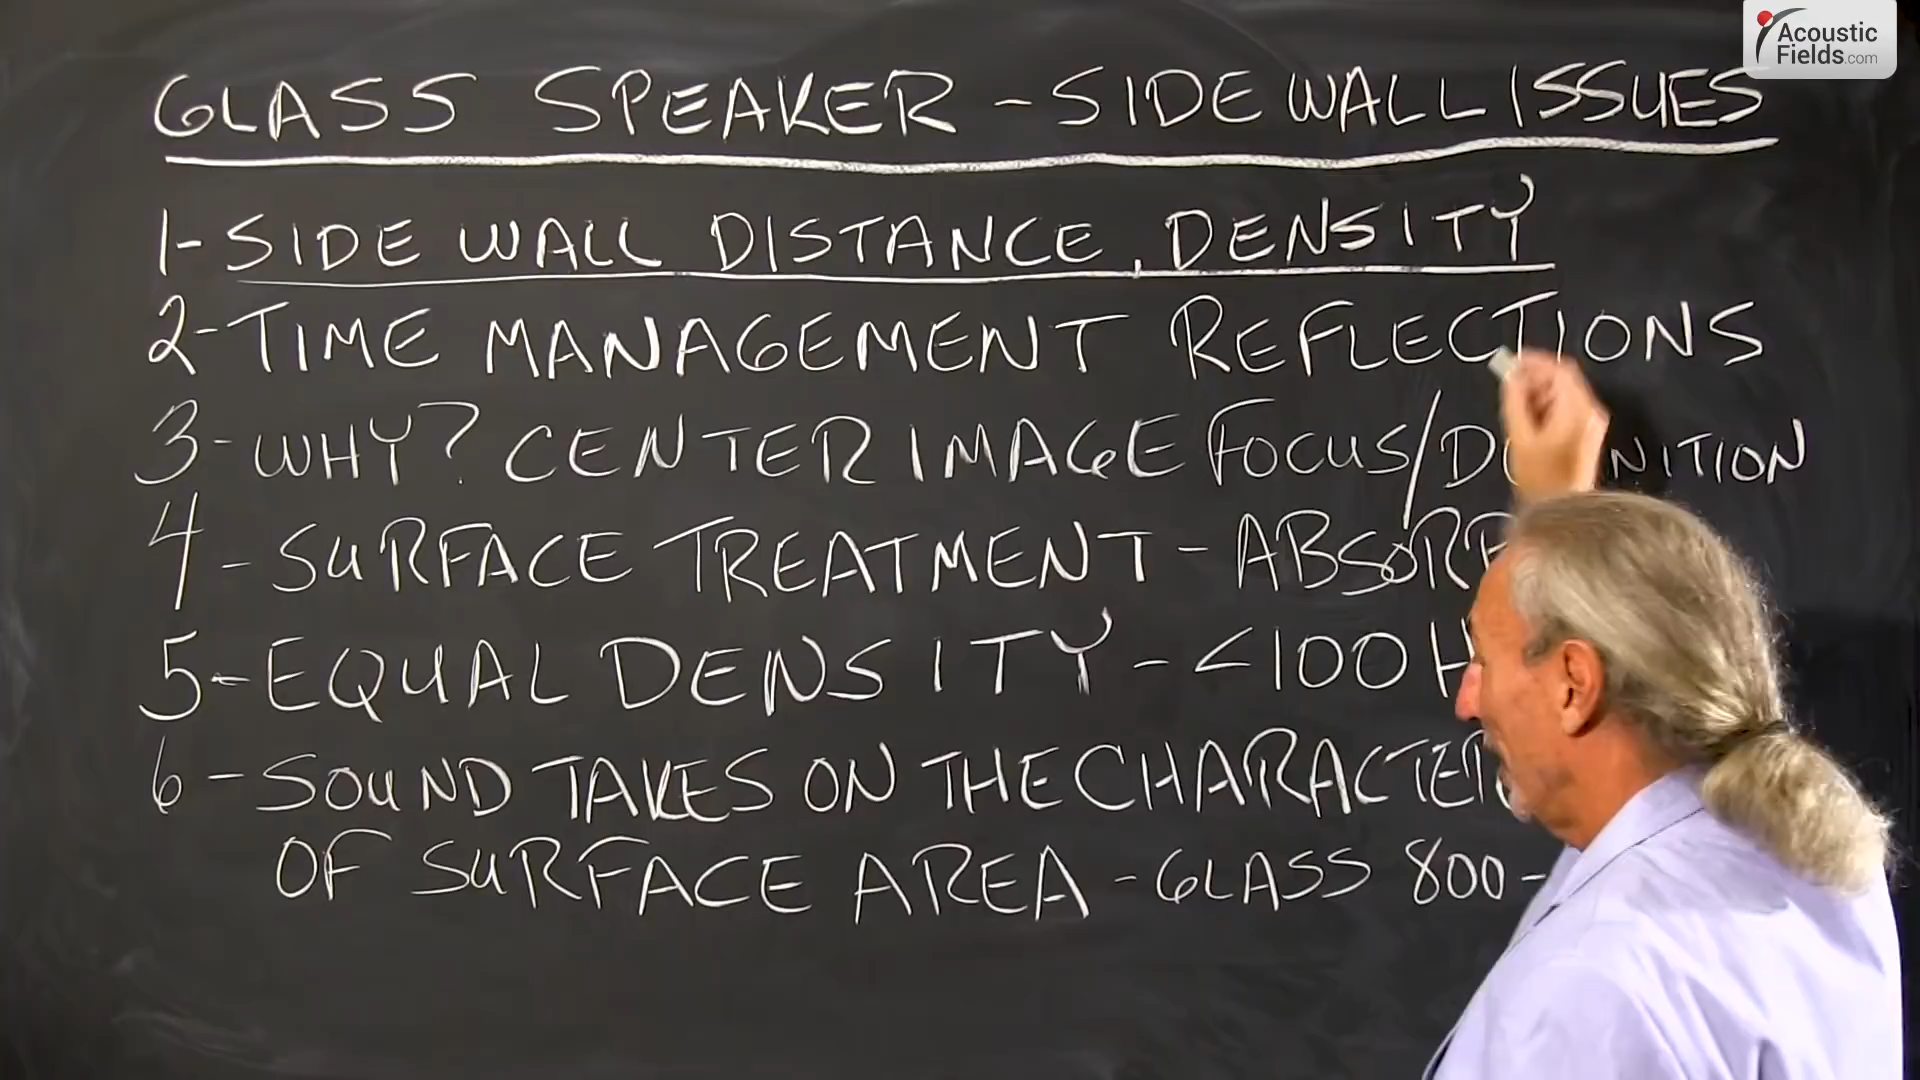 Acoustic
Fields.com
GLASS SPEAKER - SIDE WALL ISSUES
1- SIDE WALL DISTANCE, DENSITY
2- TIME MANAGEMENT REFLECTIONS
3- WHY? CENTER IMAGE FOCUS/
4- SURFACE TREATMENT -
5- EQUAL DENSITY - <100
6- SOUND TAKES ON THE CHARACTER
OF SURFACE AREA - GLASS 800 -